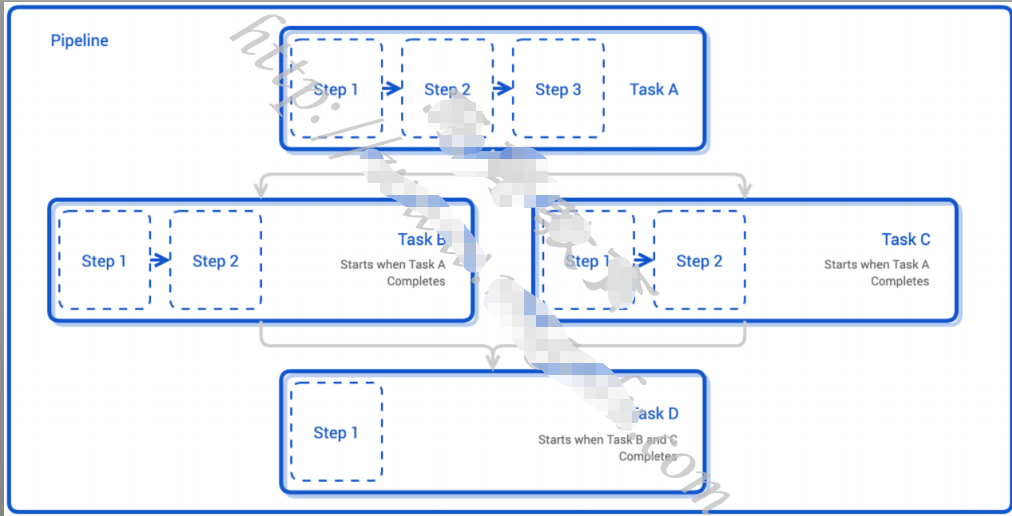 Pipeline
Step 1
Step 2
Step 3
Task A
Step 1
Step 2
Task B
Starts when Task A
Completes
Step 1
Step 2
Task C
Starts when Task A
Completes
Step 1
Task D
Starts when Task B and C
Completes
http://
.com